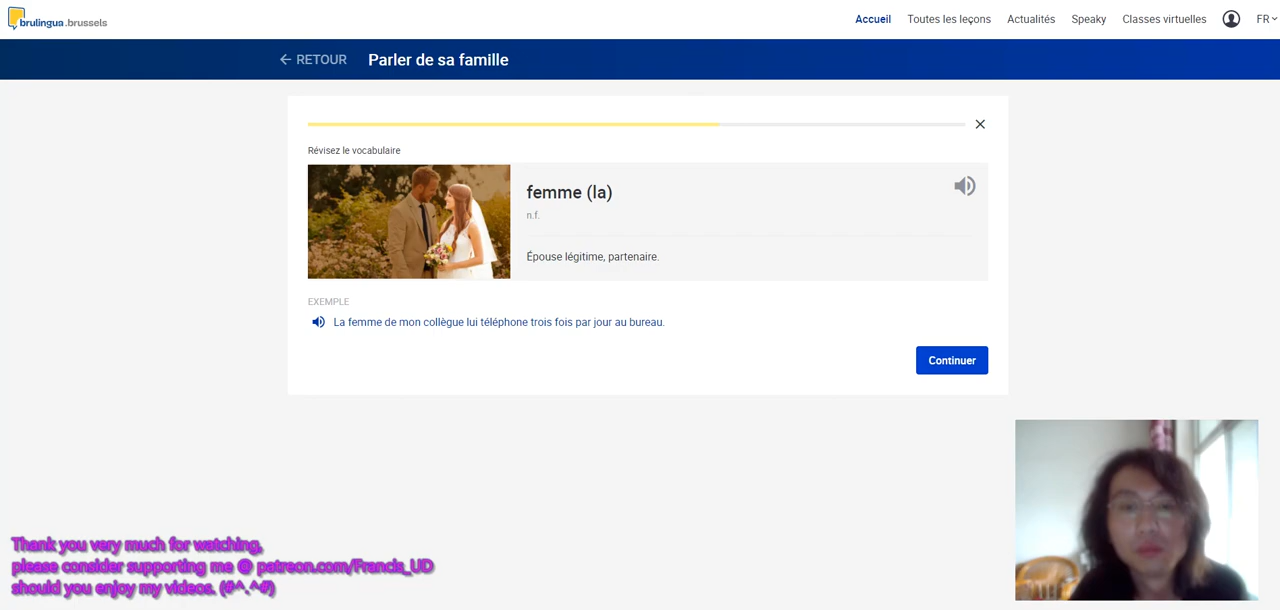 brulingua.brussels
Accueil Toutes les leçons Actualités Speaky Classes virtuelles FR
← RETOUR Parler de sa famille
Révisez le vocabulaire
femme (la)
n.f.
Épouse légitime, partenaire.
EXEMPLE
La femme de mon collègue lui téléphone trois fois par jour au bureau.
Continuer
Thank you very much for watching,
please consider supporting me @ patreon.com/Francis_UD
should you enjoy my videos. (#^.^#)